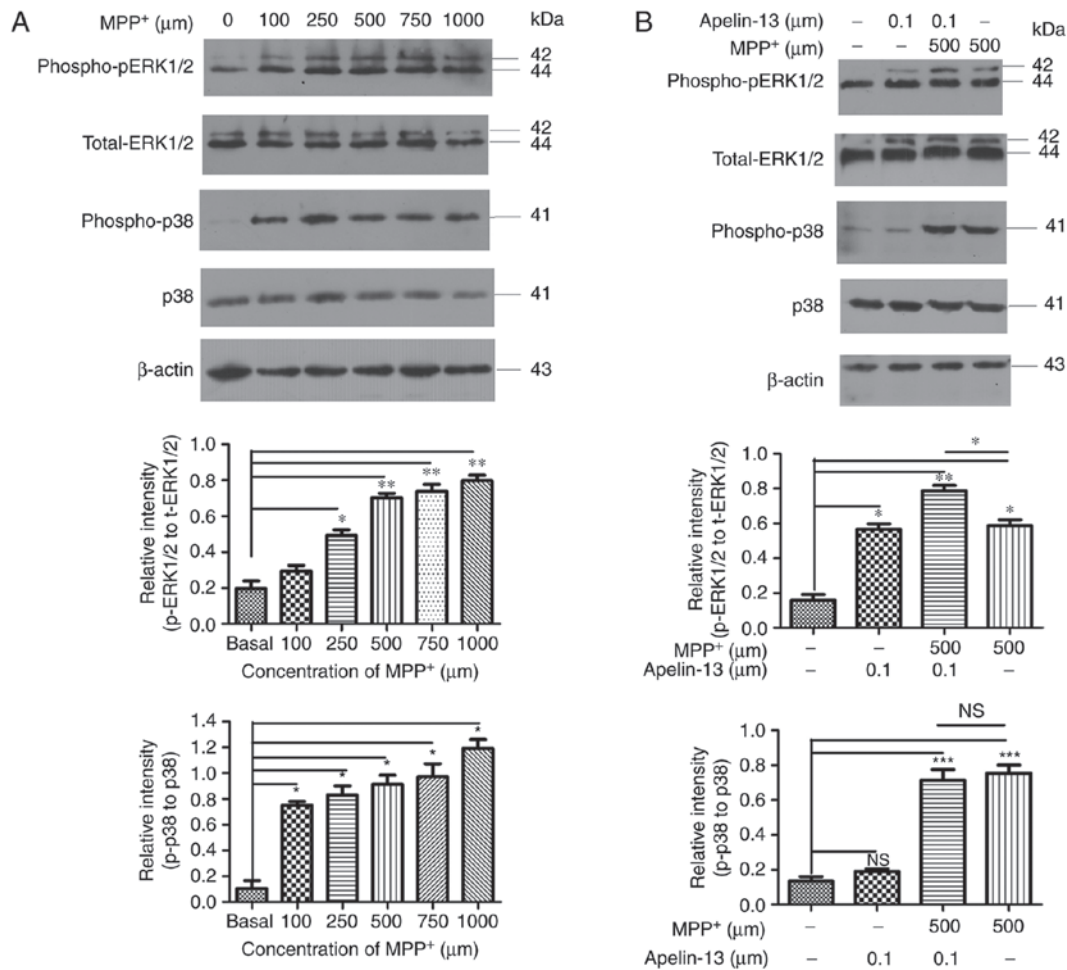 A
MPP+ (μm) 0 100 250 500 750 1000 kDa
Phospho-pERK1/2 42
44
Total-ERK1/2 42
44
Phospho-p38 41
p38 41
β-actin 43
Relative intensity
(p-ERK1/2 to t-ERK1/2)
1.0
0.8
0.6
0.4
0.2
0.0
* ** ** **
Basal 100 250 500 750 1000
Concentration of MPP+ (μm)
Relative intensity
(p-p38 to p38)
1.4
1.2
1.0
0.8
0.6
0.4
0.2
0.0
* * * * *
Basal 100 250 500 750 1000
Concentration of MPP+ (μm)
B
Apelin-13 (μm) – 0.1 0.1 – kDa
MPP+ (μm) – – 500 500
Phospho-pERK1/2 42
44
Total-ERK1/2 42
44
Phospho-p38 41
p38 41
β-actin 43
Relative intensity
(p-ERK1/2 to t-ERK1/2)
1.0
0.8
0.6
0.4
0.2
0.0
*
* ** *
MPP+ (μm) – – 500 500
Apelin-13 (μm) – 0.1 0.1 –
Relative intensity
(p-p38 to p38)
1.0
0.8
0.6
0.4
0.2
0.0
NS
NS *** ***
MPP+ (μm) – – 500 500
Apelin-13 (μm) – 0.1 0.1 –